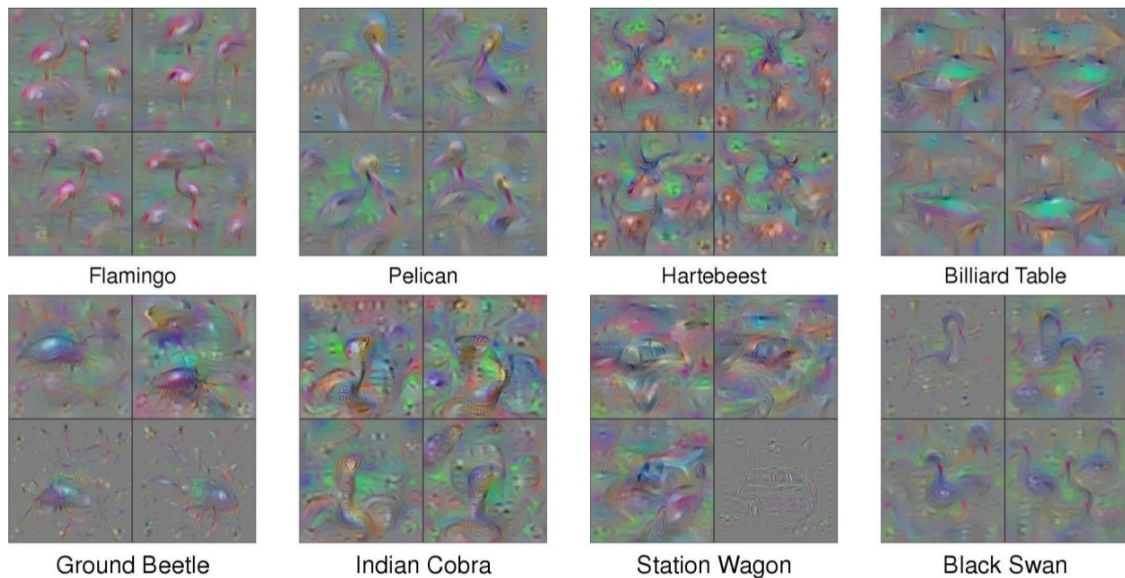 Flamingo
Pelican
Hartebeest
Billiard Table
Ground Beetle
Indian Cobra
Station Wagon
Black Swan